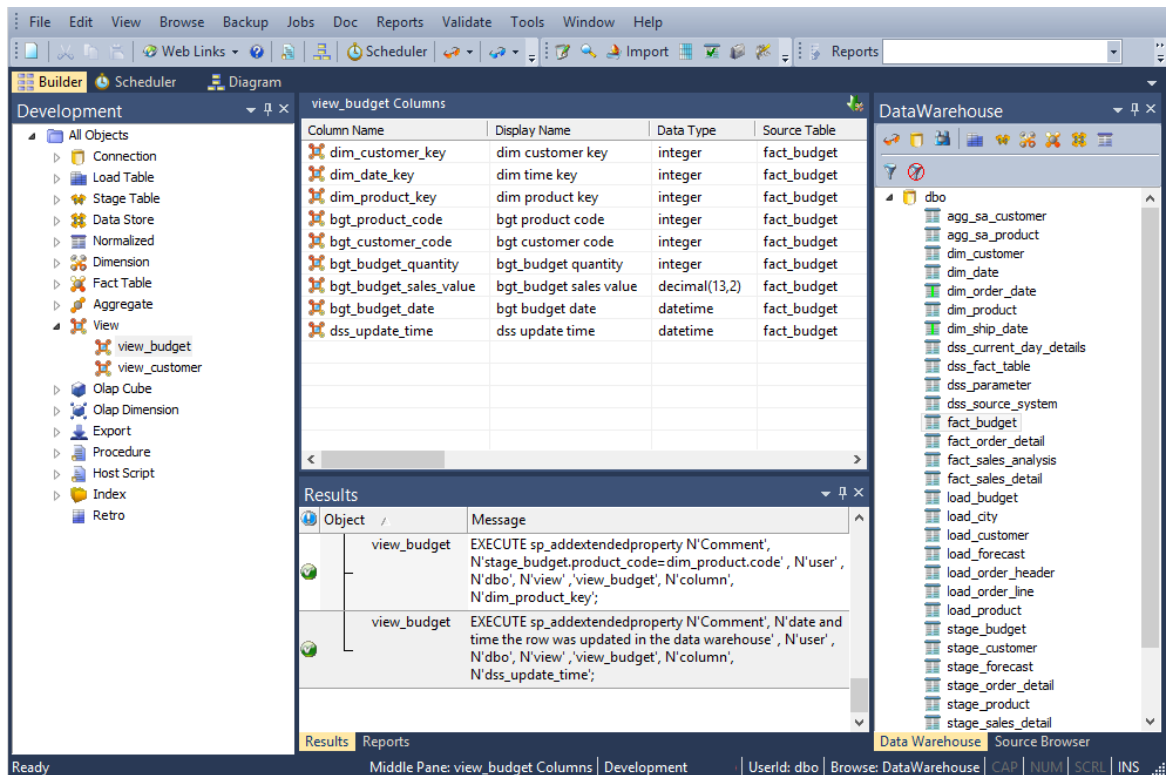 File Edit View Browse Backup Jobs Doc Reports Validate Tools Window Help
Web Links Scheduler Import Reports
Builder Scheduler Diagram
Development
All Objects
Connection
Load Table
Stage Table
Data Store
Normalized
Dimension
Fact Table
Aggregate
View
view_budget
view_customer
Olap Cube
Olap Dimension
Export
Procedure
Host Script
Index
Retro
view_budget Columns
Column Name Display Name Data Type Source Table
dim_customer_key dim customer key integer fact_budget
dim_date_key dim time key integer fact_budget
dim_product_key dim product key integer fact_budget
bgt_product_code bgt product code integer fact_budget
bgt_customer_code bgt customer code integer fact_budget
bgt_budget_quantity bgt_budget quantity integer fact_budget
bgt_budget_sales_value bgt_budget sales value decimal(13,2) fact_budget
bgt_budget_date bgt budget date datetime fact_budget
dss_update_time dss update time datetime fact_budget
Results
Object Message
view_budget EXECUTE sp_addextendedproperty N'Comment',
N'stage_budget.product_code=dim_product.code' , N'user' ,
N'dbo', N'view' ,'view_budget', N'column',
N'dim_product_key';
view_budget EXECUTE sp_addextendedproperty N'Comment', N'date and
time the row was updated in the data warehouse' , N'user' ,
N'dbo', N'view' ,'view_budget', N'column',
N'dss_update_time';
Results Reports
DataWarehouse
dbo
agg_sa_customer
agg_sa_product
dim_customer
dim_date
dim_order_date
dim_product
dim_ship_date
dss_current_day_details
dss_fact_table
dss_parameter
dss_source_system
fact_budget
fact_order_detail
fact_sales_analysis
fact_sales_detail
load_budget
load_city
load_customer
load_forecast
load_order_header
load_order_line
load_product
stage_budget
stage_customer
stage_forecast
stage_order_detail
stage_product
stage_sales_detail
Data Warehouse Source Browser
Ready Middle Pane: view_budget Columns Development UserId: dbo Browse: DataWarehouse CAP NUM SCRL INS